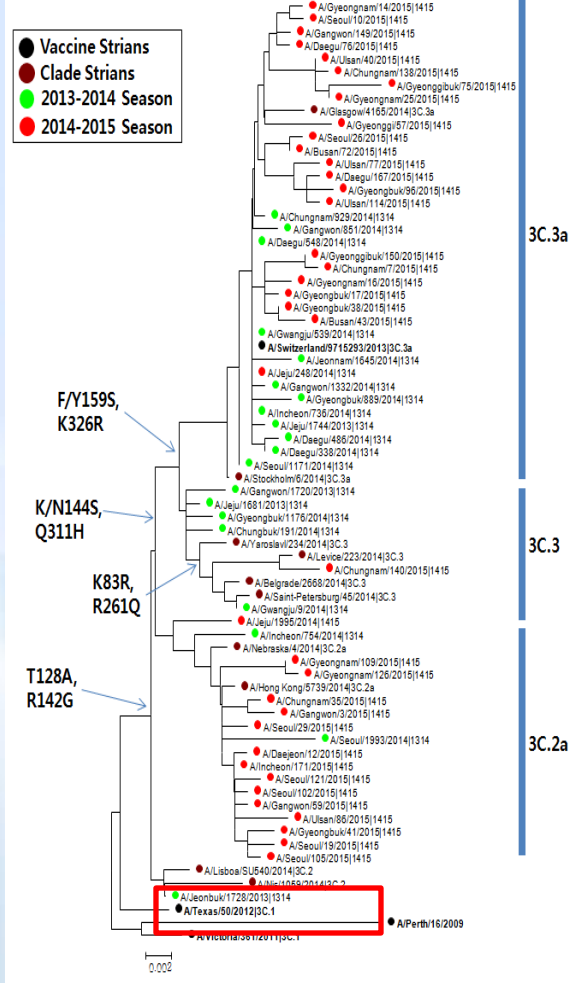 A/Gyeongnam/14/2015|1415
A/Seoul/10/2015|1415
A/Gangwon/149/2015|1415
A/Daegu/76/2015|1415
A/Ulsan/40/2015|1415
A/Chungnam/138/2015|1415
A/Gyeonggibuk/75/2015|1415
A/Gyeongnam/25/2015|1415
A/Glasgow/4165/2014|3C.3a
A/Gyeonggi/57/2015|1415
A/Seoul/26/2015|1415
A/Busan/72/2015|1415
A/Ulsan/77/2015|1415
A/Daegu/167/2015|1415
A/Gyeongbuk/96/2015|1415
A/Ulsan/114/2015|1415
A/Chungnam/929/2014|1314
A/Gangwon/851/2014|1314
A/Daegu/548/2014|1314
A/Gyeonggibuk/150/2015|1415
A/Chungnam/7/2015|1415
A/Gyeongnam/16/2015|1415
A/Gyeongbuk/17/2015|1415
A/Gyeongbuk/38/2015|1415
A/Busan/43/2015|1415
A/Gwangju/539/2014|1314
A/Switzerland/9715293/2013|3C.3a
A/Jeonnam/1645/2014|1314
A/Jeju/248/2014|1314
A/Gangwon/1332/2014|1314
A/Gyeongbuk/889/2014|1314
A/Incheon/736/2014|1314
A/Jeju/1744/2013|1314
A/Daegu/486/2014|1314
A/Daegu/338/2014|1314
A/Seoul/1171/2014|1314
A/Stockholm/6/2014|3C.3a
A/Gangwon/1720/2013|1314
A/Jeju/1681/2013|1314
A/Gyeongbuk/1176/2014|1314
A/Chungbuk/191/2014|1314
A/Yaroslavl/234/2014|3C.3
A/Levice/223/2014|3C.3
A/Chungnam/140/2015|1415
A/Belgrade/2668/2014|3C.3
A/Saint-Petersburg/45/2014|3C.3
A/Gwangju/9/2014|1314
A/Jeju/1995/2014|1415
A/Incheon/754/2014|1314
A/Nebraska/4/2014|3C.2a
A/Gyeongnam/109/2015|1415
A/Gyeongnam/126/2015|1415
A/Hong Kong/5739/2014|3C.2a
A/Chungnam/35/2015|1415
A/Gangwon/3/2015|1415
A/Seoul/29/2015|1415
A/Seoul/1993/2014|1314
A/Daejeon/12/2015|1415
A/Incheon/171/2015|1415
A/Seoul/121/2015|1415
A/Seoul/102/2015|1415
A/Gangwon/59/2015|1415
A/Ulsan/86/2015|1415
A/Gyeongbuk/41/2015|1415
A/Seoul/19/2015|1415
A/Seoul/105/2015|1415
A/Lisboa/SU540/2014|3C.2
A/Jeonbuk/1728/2013|1314
A/Texas/50/2012|3C.1
A/Perth/16/2009
A/Victoria/361/2011|3C.1
0.002
Vaccine Strians
Clade Strians
2013-2014 Season
2014-2015 Season
F/Y159S,
K326R
K/N144S,
Q311H
K83R,
R261Q
T128A,
R142G
3C.3a
3C.3
3C.2a